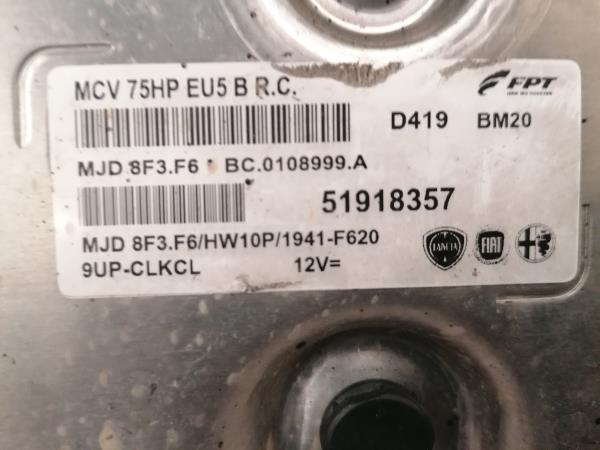 MCV 75HP EU5 B R.C.
FPT
D419 BM20
MJD 8F3.F6 BC.0108999.A
51918357
MJD 8F3.F6/HW10P/1941-F620
LANCIA FIAT
9UP-CLKCL 12V=